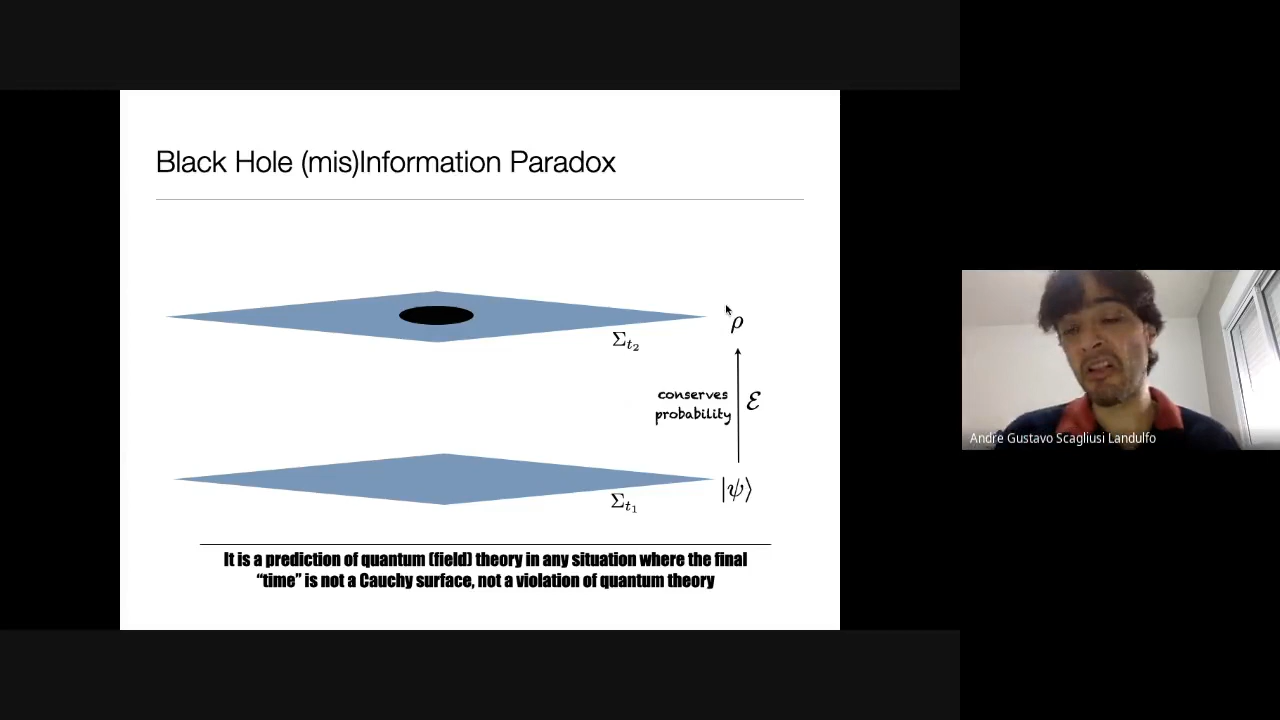 Black Hole (mis)Information Paradox
ρ
Σt₂
conserves
probability
ℰ
|ψ⟩
Σt₁
It is a prediction of quantum (field) theory in any situation where the final
“time” is not a Cauchy surface, not a violation of quantum theory
Andre Gustavo Scagliusi Landulfo